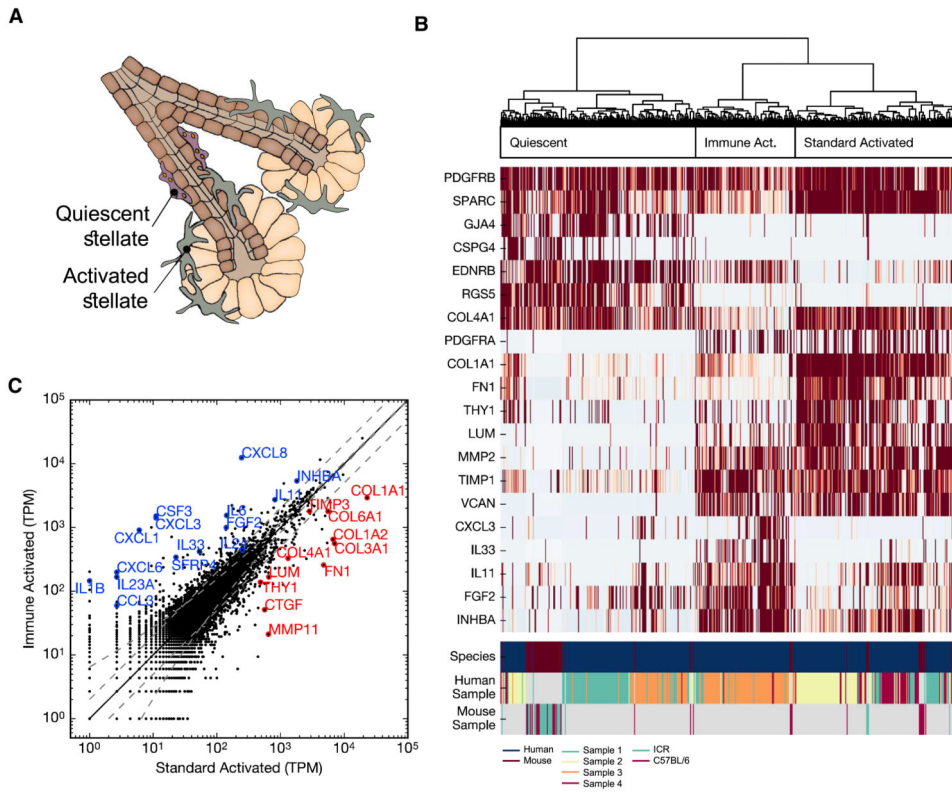 A
Quiescent
stellate
Activated
stellate
B
Quiescent
Immune Act.
Standard Activated
PDGFRB
SPARC
GJA4
CSPG4
EDNRB
RGS5
COL4A1
PDGFRA
COL1A1
FN1
THY1
LUM
MMP2
TIMP1
VCAN
CXCL3
IL33
IL11
FGF2
INHBA
Species
Human
Sample
Mouse
Sample
Human
Mouse
Sample 1
Sample 2
Sample 3
Sample 4
ICR
C57BL/6
C
Immune Activated (TPM)
10^5
10^4
10^3
10^2
10^1
10^0
CXCL8
INHBA
IL11
COL1A1
TIMP3
COL6A1
CSF3
CXCL3
IL6
FGF2
CXCL1
IL33
COL1A2
COL3A1
SFRP4
COL4A1
CXCL6
IL23A
IL1B
CCL3
LUM
THY1
FN1
CTGF
MMP11
10^0
10^1
10^2
10^3
10^4
10^5
Standard Activated (TPM)